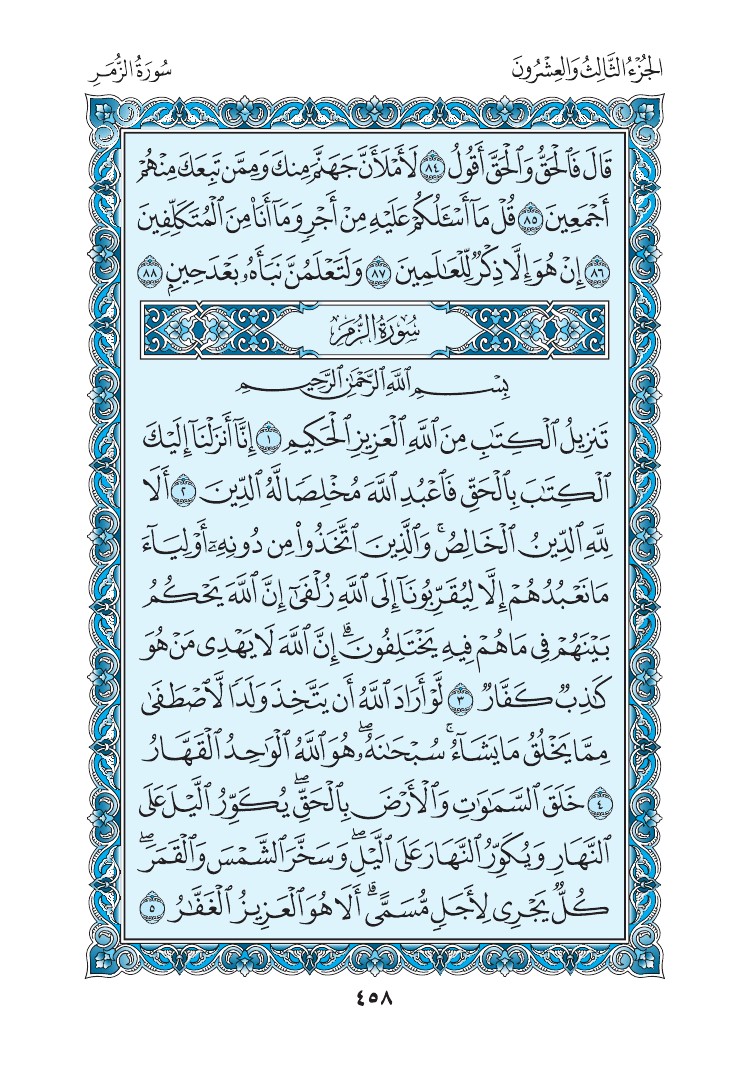 الجُزْءُ الثَّالِثُ وَالعِشْرُونَ
سُورَةُ الزُّمَرِ
قَالَ فَٱلْحَقُّ وَٱلْحَقَّ أَقُولُ ٨٤ لَأَمْلَأَنَّ جَهَنَّمَ مِنكَ وَمِمَّن تَبِعَكَ مِنْهُمْ
أَجْمَعِينَ ٨٥ قُلْ مَآ أَسْـَٔلُكُمْ عَلَيْهِ مِنْ أَجْرٍ وَمَآ أَنَا۠ مِنَ ٱلْمُتَكَلِّفِينَ
٨٦ إِنْ هُوَ إِلَّا ذِكْرٌ لِّلْعَٰلَمِينَ ٨٧ وَلَتَعْلَمُنَّ نَبَأَهُۥ بَعْدَ حِينٍۭ ٨٨
سُورَةُ الزُّمَرِ
بِسْمِ ٱللَّهِ ٱلرَّحْمَٰنِ ٱلرَّحِيمِ
تَنزِيلُ ٱلْكِتَٰبِ مِنَ ٱللَّهِ ٱلْعَزِيزِ ٱلْحَكِيمِ ١ إِنَّآ أَنزَلْنَآ إِلَيْكَ
ٱلْكِتَٰبَ بِٱلْحَقِّ فَٱعْبُدِ ٱللَّهَ مُخْلِصًا لَّهُ ٱلدِّينَ ٢ أَلَا
لِلَّهِ ٱلدِّينُ ٱلْخَالِصُ ۚ وَٱلَّذِينَ ٱتَّخَذُوا۟ مِن دُونِهِۦٓ أَوْلِيَآءَ
مَا نَعْبُدُهُمْ إِلَّا لِيُقَرِّبُونَآ إِلَى ٱللَّهِ زُلْفَىٰٓ إِنَّ ٱللَّهَ يَحْكُمُ
بَيْنَهُمْ فِى مَا هُمْ فِيهِ يَخْتَلِفُونَ ۗ إِنَّ ٱللَّهَ لَا يَهْدِى مَنْ هُوَ
كَٰذِبٌ كَفَّارٌ ٣ لَّوْ أَرَادَ ٱللَّهُ أَن يَتَّخِذَ وَلَدًا لَّٱصْطَفَىٰ
مِمَّا يَخْلُقُ مَا يَشَآءُ ۚ سُبْحَٰنَهُۥ ۖ هُوَ ٱللَّهُ ٱلْوَٰحِدُ ٱلْقَهَّارُ
٤ خَلَقَ ٱلسَّمَٰوَٰتِ وَٱلْأَرْضَ بِٱلْحَقِّ ۖ يُكَوِّرُ ٱلَّيْلَ عَلَى
ٱلنَّهَارِ وَيُكَوِّرُ ٱلنَّهَارَ عَلَى ٱلَّيْلِ ۖ وَسَخَّرَ ٱلشَّمْسَ وَٱلْقَمَرَ ۖ
كُلٌّ يَجْرِى لِأَجَلٍ مُّسَمًّى ۗ أَلَا هُوَ ٱلْعَزِيزُ ٱلْغَفَّٰرُ ٥
٤٥٨